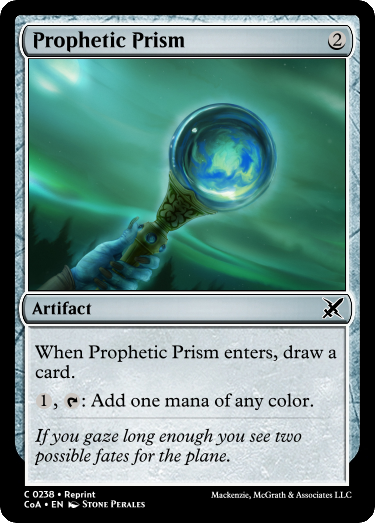 Prophetic Prism 2
Artifact
When Prophetic Prism enters, draw a
card.
1, : Add one mana of any color.
If you gaze long enough you see two
possible fates for the plane.
C 0238 • Reprint
CoA • EN Stone Perales
Mackenzie, McGrath & Associates LLC